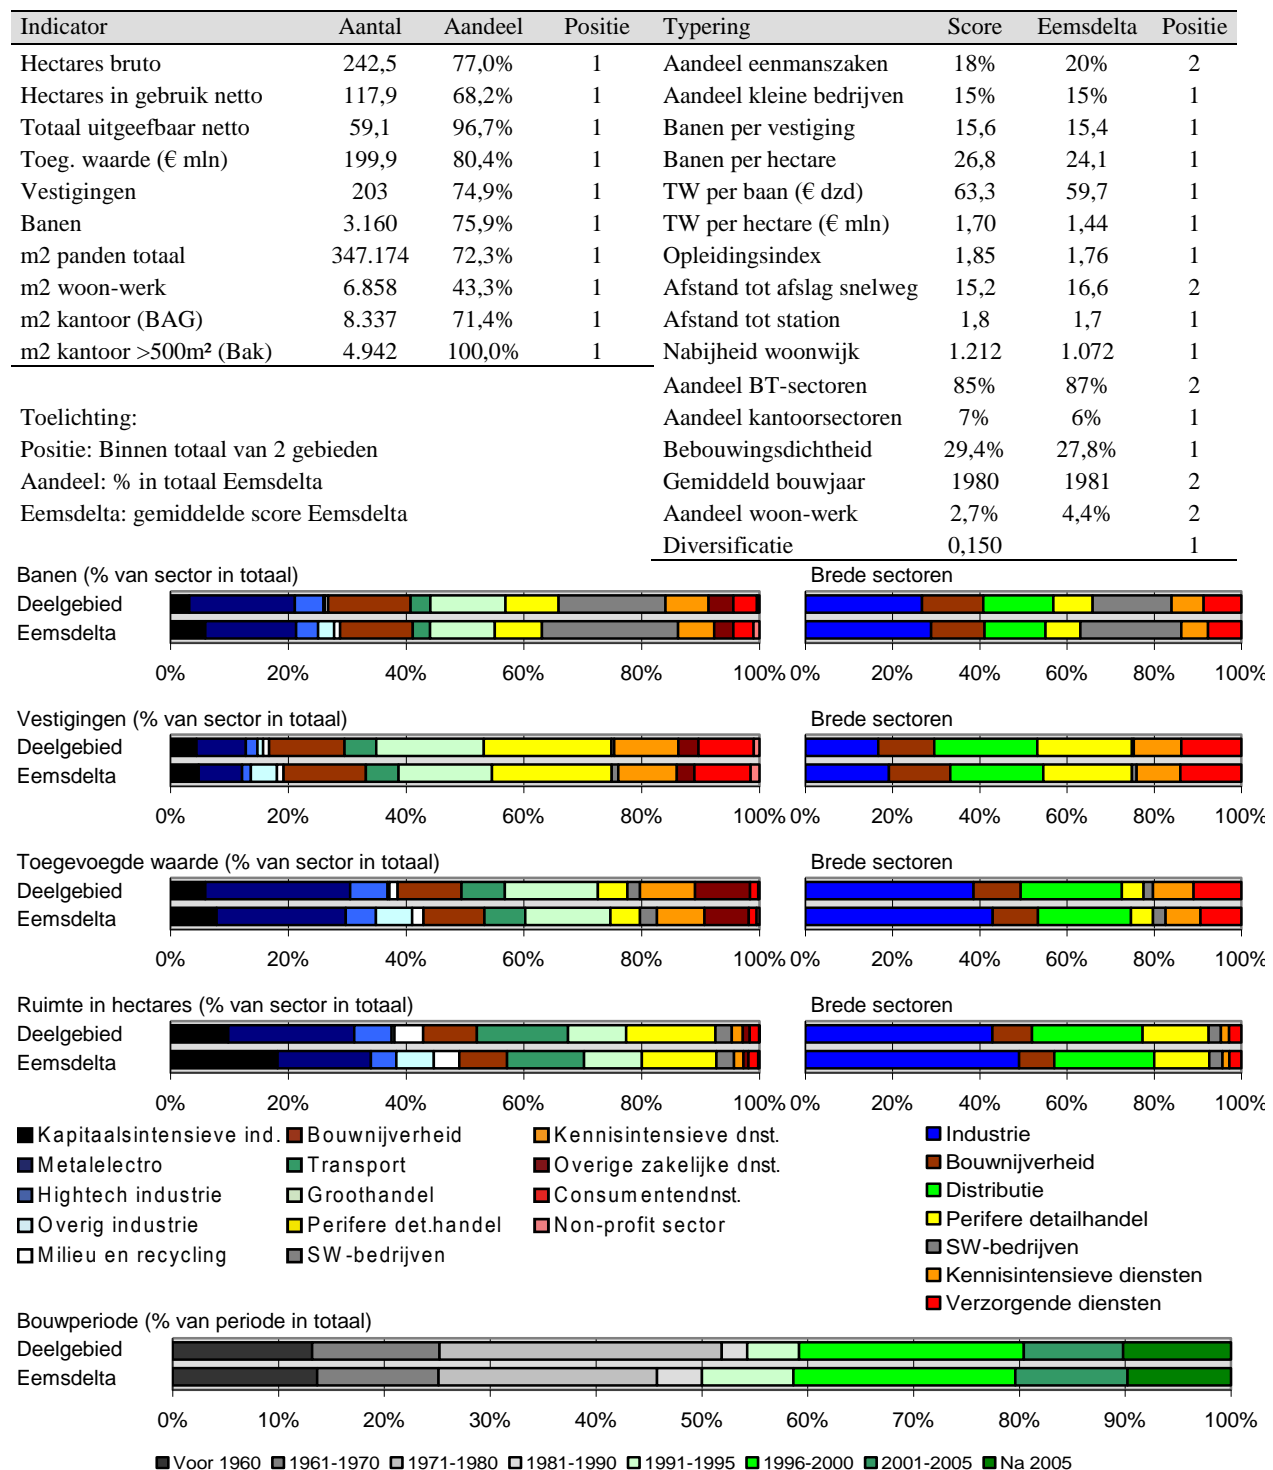 Indicator Aantal Aandeel Positie
Hectares bruto 242,5 77,0% 1
Hectares in gebruik netto 117,9 68,2% 1
Totaal uitgeefbaar netto 59,1 96,7% 1
Toeg. waarde (€ mln) 199,9 80,4% 1
Vestigingen 203 74,9% 1
Banen 3.160 75,9% 1
m2 panden totaal 347.174 72,3% 1
m2 woon-werk 6.858 43,3% 1
m2 kantoor (BAG) 8.337 71,4% 1
m2 kantoor >500m² (Bak) 4.942 100,0% 1
Toelichting:
Positie: Binnen totaal van 2 gebieden
Aandeel: % in totaal Eemsdelta
Eemsdelta: gemiddelde score Eemsdelta
Typering Score Eemsdelta Positie
Aandeel eenmanszaken 18% 20% 2
Aandeel kleine bedrijven 15% 15% 1
Banen per vestiging 15,6 15,4 1
Banen per hectare 26,8 24,1 1
TW per baan (€ dzd) 63,3 59,7 1
TW per hectare (€ mln) 1,70 1,44 1
Opleidingsindex 1,85 1,76 1
Afstand tot afslag snelweg 15,2 16,6 2
Afstand tot station 1,8 1,7 1
Nabijheid woonwijk 1.212 1.072 1
Aandeel BT-sectoren 85% 87% 2
Aandeel kantoorsectoren 7% 6% 1
Bebouwingsdichtheid 29,4% 27,8% 1
Gemiddeld bouwjaar 1980 1981 2
Aandeel woon-werk 2,7% 4,4% 2
Diversificatie 0,150 1
Banen (% van sector in totaal) Brede sectoren
Deelgebied
Eemsdelta
0% 20% 40% 60% 80% 100% 0% 20% 40% 60% 80% 100%
Vestigingen (% van sector in totaal) Brede sectoren
Deelgebied
Eemsdelta
0% 20% 40% 60% 80% 100% 0% 20% 40% 60% 80% 100%
Toegevoegde waarde (% van sector in totaal) Brede sectoren
Deelgebied
Eemsdelta
0% 20% 40% 60% 80% 100% 0% 20% 40% 60% 80% 100%
Ruimte in hectares (% van sector in totaal) Brede sectoren
Deelgebied
Eemsdelta
0% 20% 40% 60% 80% 100% 0% 20% 40% 60% 80% 100%
Kapitaalsintensieve ind. Bouwnijverheid Kennisintensieve dnst.
Metalelectro Transport Overige zakelijke dnst.
Hightech industrie Groothandel Consumentendnst.
Overig industrie Perifere det.handel Non-profit sector
Milieu en recycling SW-bedrijven
Industrie
Bouwnijverheid
Distributie
Perifere detailhandel
SW-bedrijven
Kennisintensieve diensten
Verzorgende diensten
Bouwperiode (% van periode in totaal)
Deelgebied
Eemsdelta
0% 10% 20% 30% 40% 50% 60% 70% 80% 90% 100%
Voor 1960 1961-1970 1971-1980 1981-1990 1991-1995 1996-2000 2001-2005 Na 2005